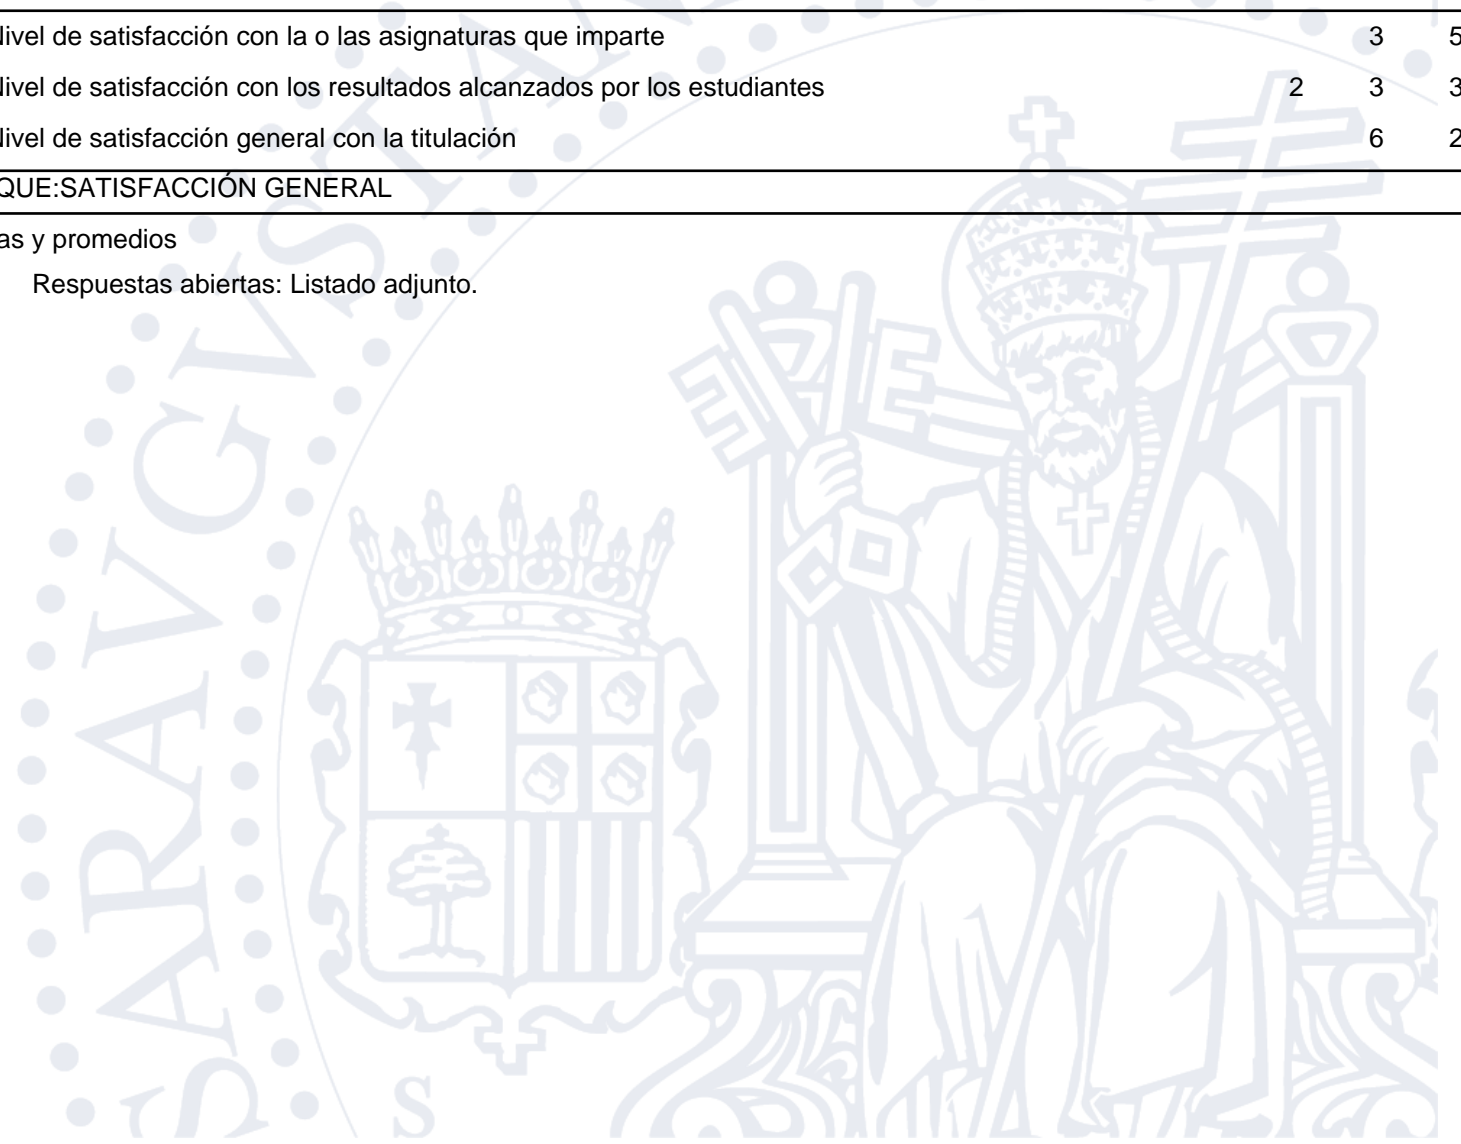 Nivel de satisfacción con la o las asignaturas que imparte 3 5
Nivel de satisfacción con los resultados alcanzados por los estudiantes 2 3 3
Nivel de satisfacción general con la titulación 6 2
QUE:SATISFACCIÓN GENERAL
as y promedios
Respuestas abiertas: Listado adjunto.
SARAVGVSTAN
S